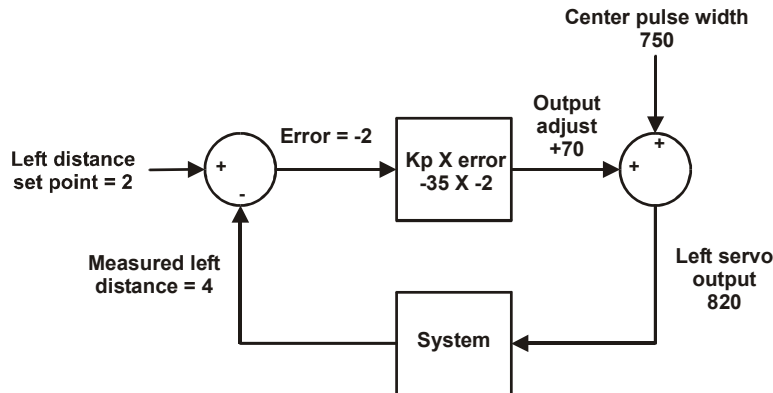 Center pulse width
750
Output
adjust
+70
Error = -2
Left distance
set point = 2
+
-
Kp X error
-35 X -2
+
+
Measured left
distance = 4
System
Left servo
output
820